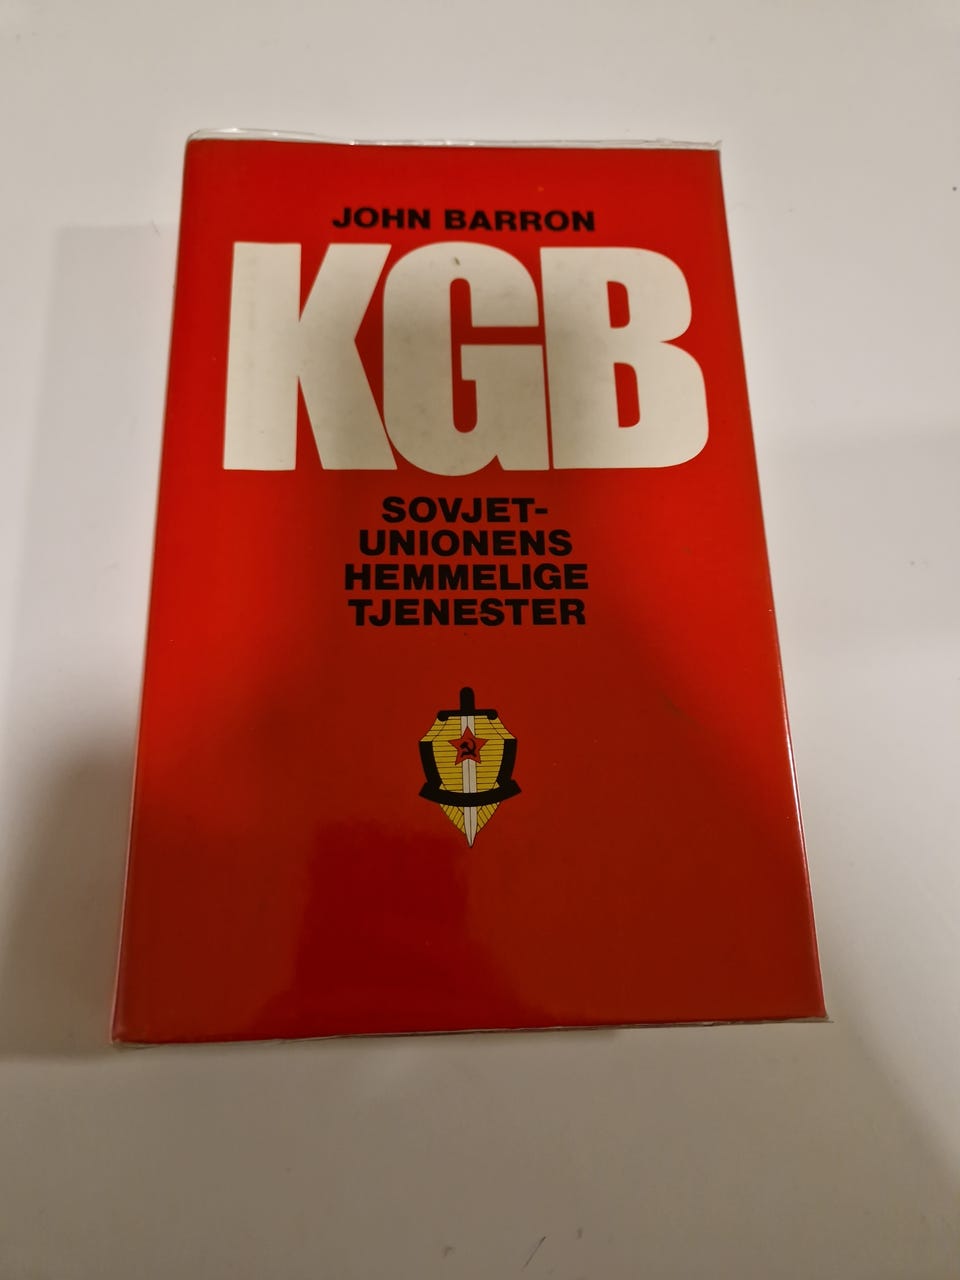 JOHN BARRON
KGB
SOVJET-
UNIONENS
HEMMELIGE
TJENESTER